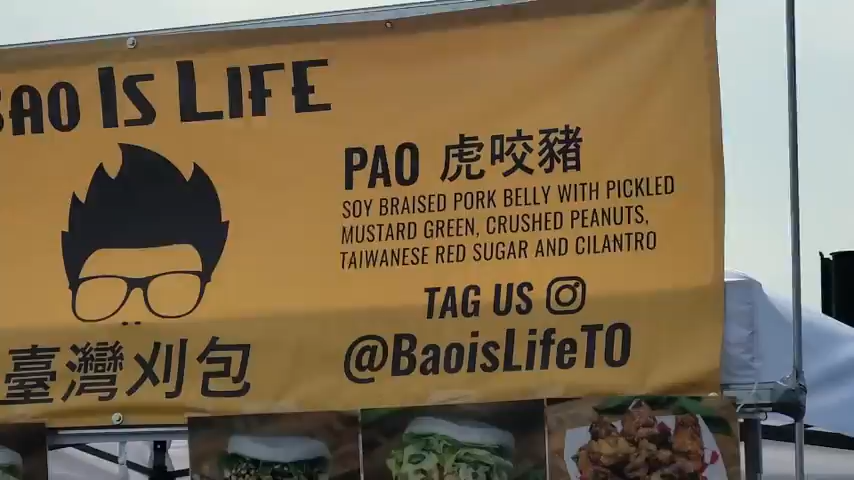 BAO IS LIFE
PAO 虎咬豬
SOY BRAISED PORK BELLY WITH PICKLED
MUSTARD GREEN, CRUSHED PEANUTS,
TAIWANESE RED SUGAR AND CILANTRO
TAG US
@BaoisLifeTO
臺灣刈包